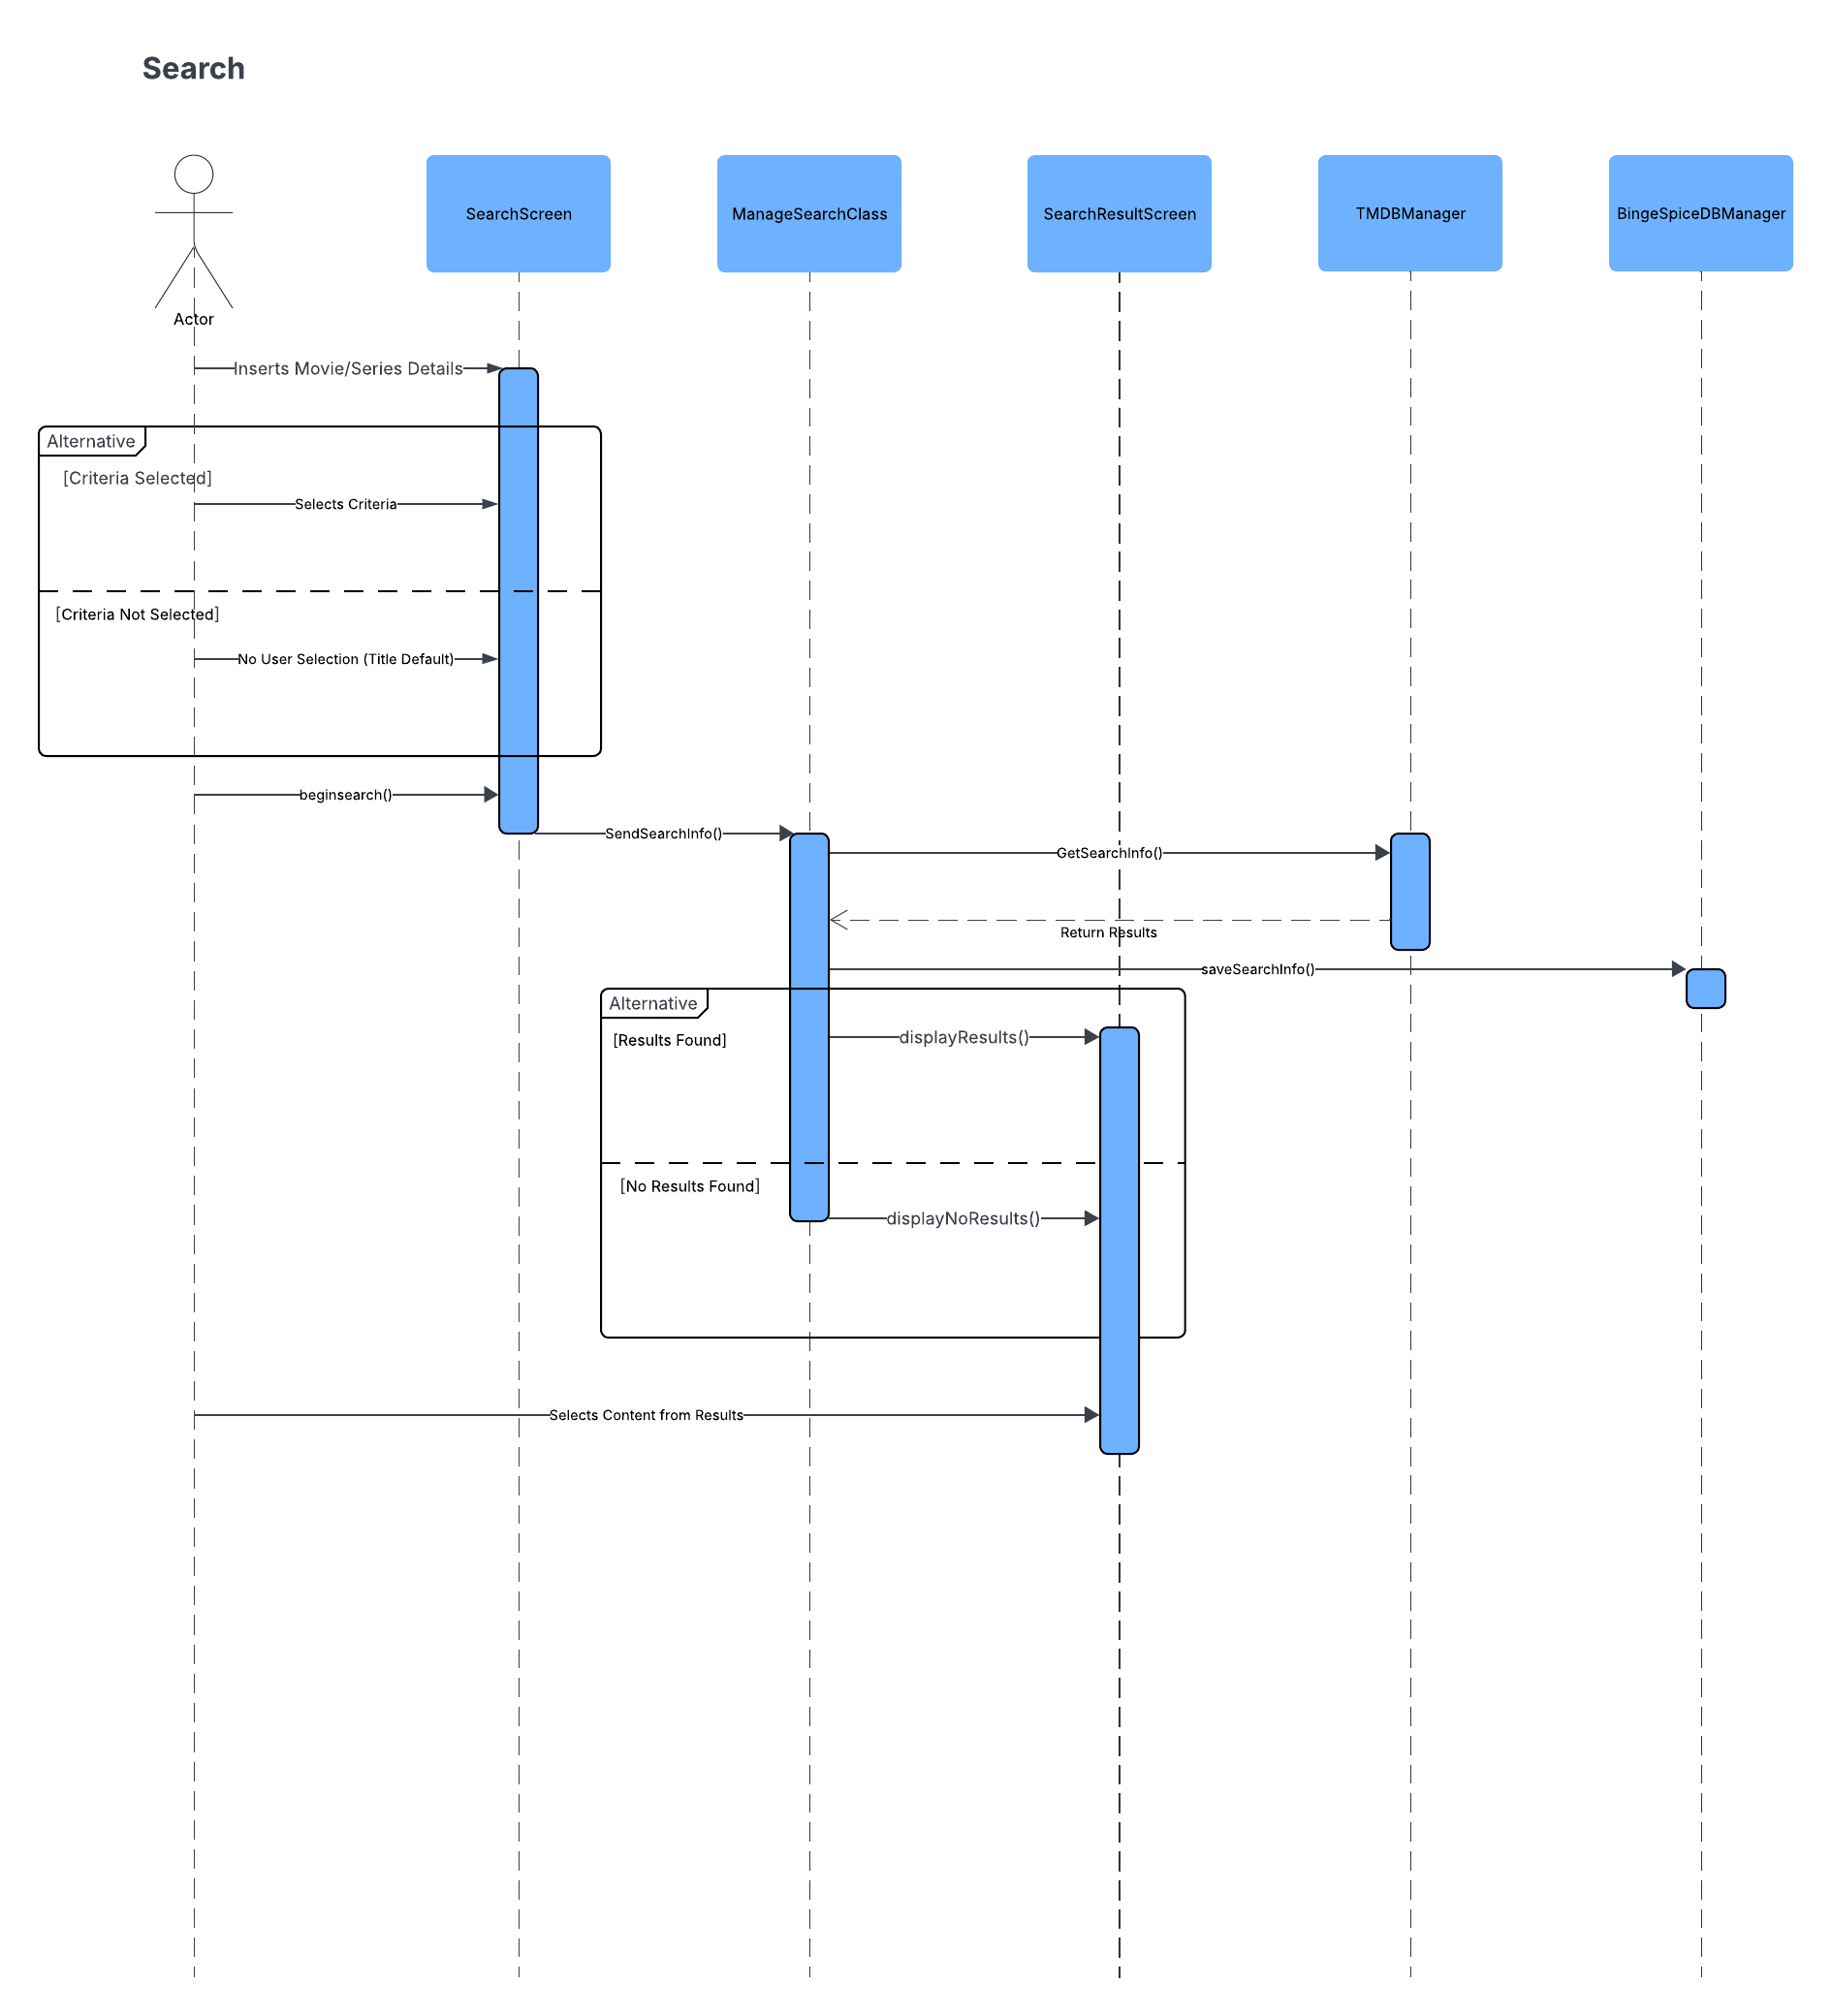 Search
Actor
SearchScreen
ManageSearchClass
SearchResultScreen
TMDBManager
BingeSpiceDBManager
Inserts Movie/Series Details
Alternative
[Criteria Selected]
Selects Criteria
[Criteria Not Selected]
No User Selection (Title Default)
beginsearch()
SendSearchInfo()
GetSearchInfo()
Return Results
saveSearchInfo()
Alternative
[Results Found]
displayResults()
[No Results Found]
displayNoResults()
Selects Content from Results